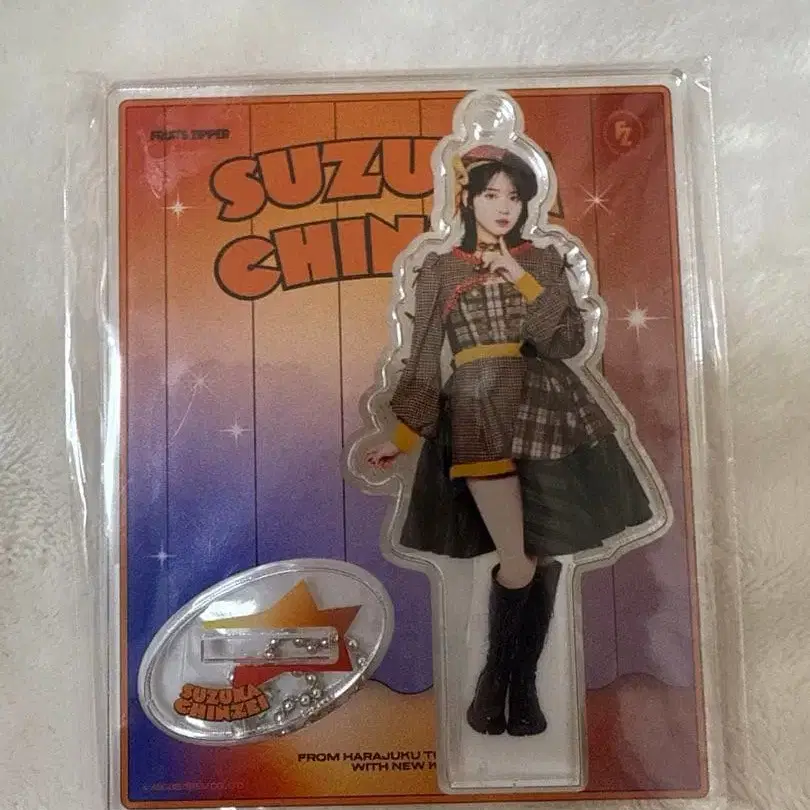 FRUITS ZIPPER
FZ
SUZU A
CHIN
SUZUKA
CHINZEI
FROM HARAJUKU T
WITH NEW K